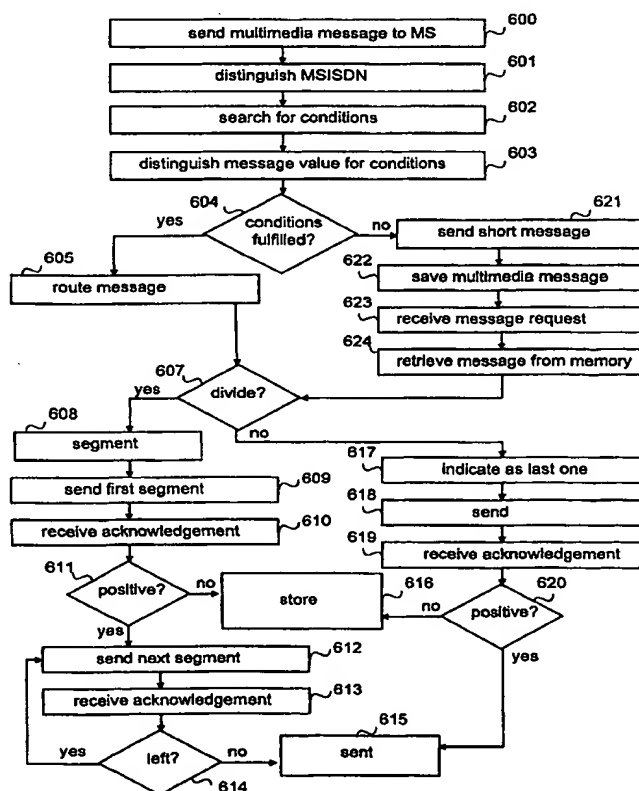 send multimedia message to MS 600
distinguish MSISDN 601
search for conditions 602
distinguish message value for conditions 603
604 conditions fulfilled?
yes
no
605
route message
621
send short message
622
save multimedia message
623
receive message request
624
retrieve message from memory
607
divide?
yes
no
608
segment
609
send first segment
610
receive acknowledgement
611
positive?
no
yes
616
store
617
indicate as last one
618
send
619
receive acknowledgement
620
positive?
no
yes
send next segment 612
receive acknowledgement 613
left?
yes
no
614
615
sent